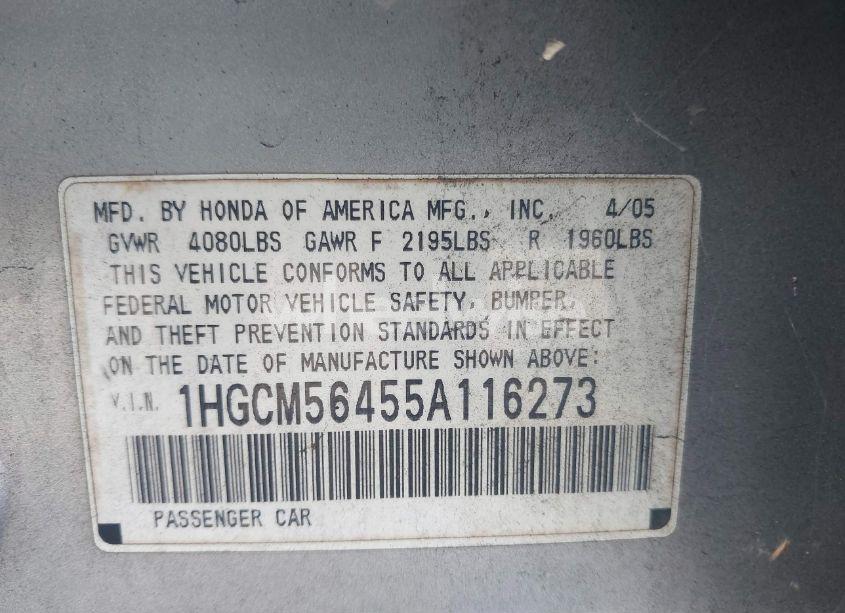 MFD. BY HONDA OF AMERICA MFG., INC. 4/05
GVWR 4080LBS GAWR F 2195LBS R 1960LBS
THIS VEHICLE CONFORMS TO ALL APPLICABLE
FEDERAL MOTOR VEHICLE SAFETY, BUMPER,
AND THEFT PREVENTION STANDARDS IN EFFECT
ON THE DATE OF MANUFACTURE SHOWN ABOVE:
V.I.N. 1HGCM56455A116273
PASSENGER CAR